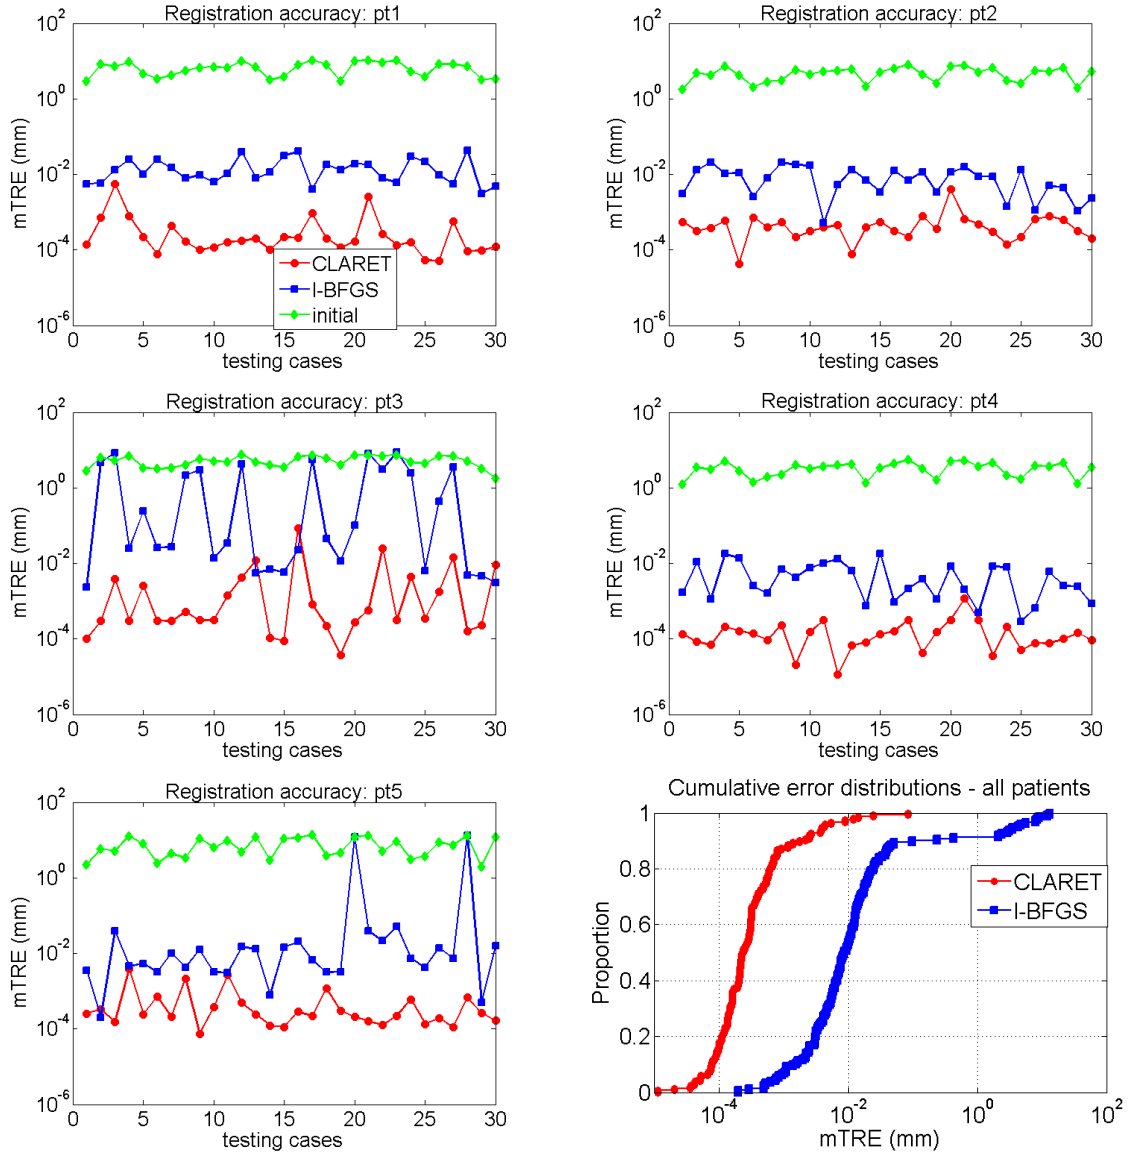 Registration accuracy: pt1
10^2
10^0
10^-2
10^-4
10^-6
mTRE (mm)
CLARET
l-BFGS
initial
0 5 10 15 20 25 30
testing cases
Registration accuracy: pt2
10^2
10^0
10^-2
10^-4
10^-6
mTRE (mm)
0 5 10 15 20 25 30
testing cases
Registration accuracy: pt3
10^2
10^0
10^-2
10^-4
10^-6
mTRE (mm)
0 5 10 15 20 25 30
testing cases
Registration accuracy: pt4
10^2
10^0
10^-2
10^-4
10^-6
mTRE (mm)
0 5 10 15 20 25 30
testing cases
Registration accuracy: pt5
10^2
10^0
10^-2
10^-4
10^-6
mTRE (mm)
0 5 10 15 20 25 30
testing cases
Cumulative error distributions - all patients
1
0.8
0.6
0.4
0.2
0
Proportion
CLARET
l-BFGS
10^-4 10^-2 10^0 10^2
mTRE (mm)